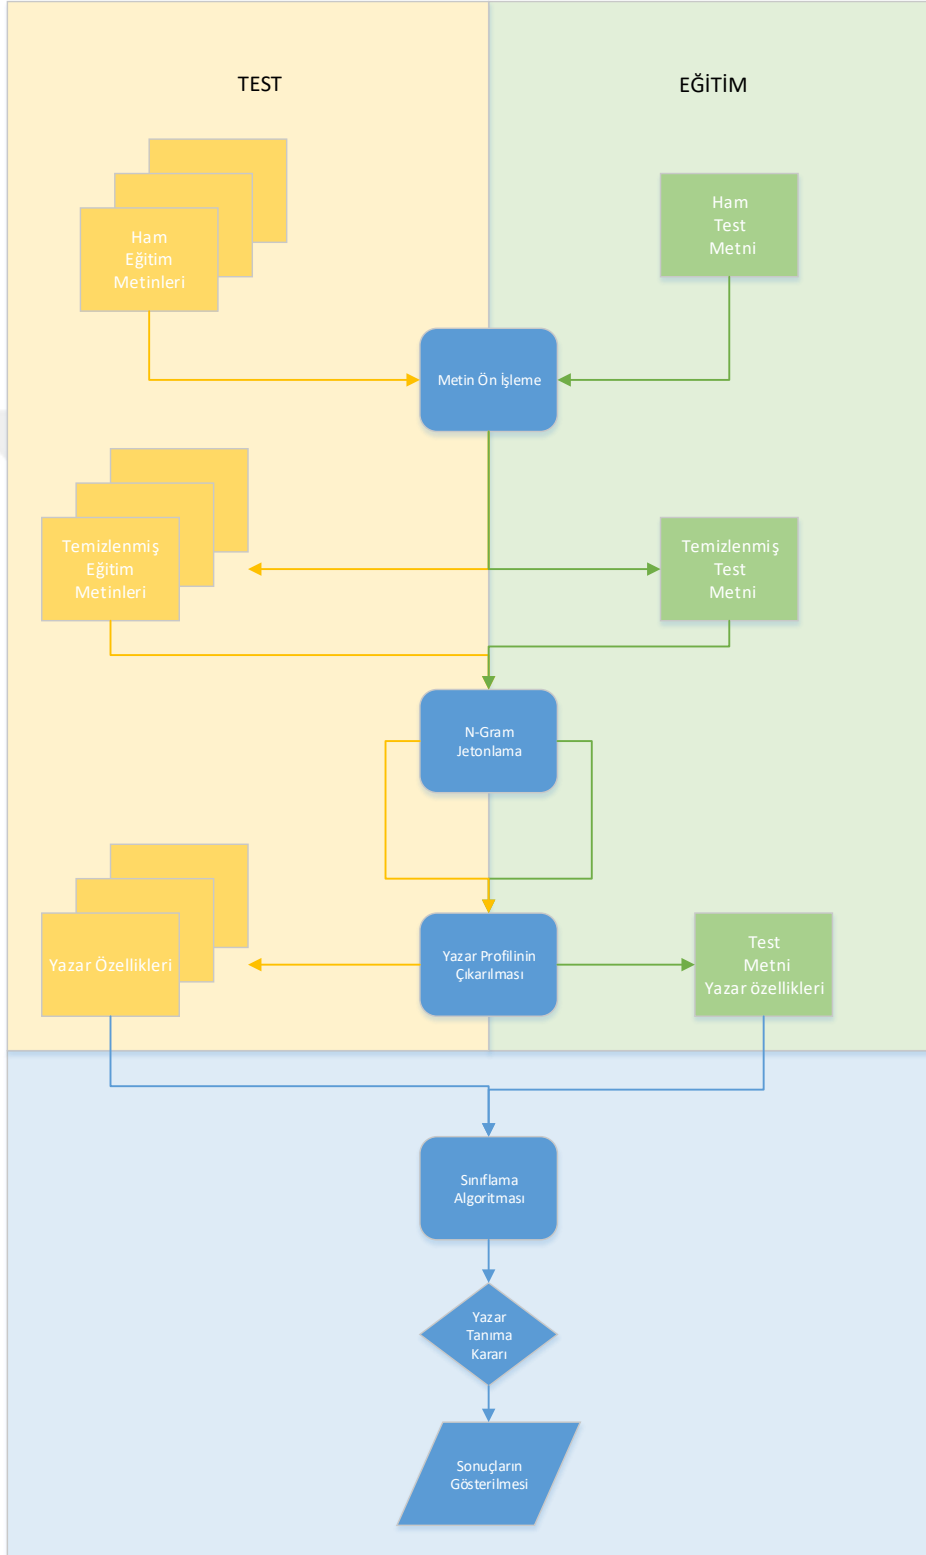 TEST
EĞİTİM
Ham
Eğitim
Metinleri
Ham
Test
Metni
Metin Ön İşleme
Temizlenmiş
Eğitim
Metinleri
Temizlenmiş
Test
Metni
N-Gram
Jetonlama
Yazar Özellikleri
Yazar Profilinin
Çıkarılması
Test
Metni
Yazar özellikleri
Sınıflama
Algoritması
Yazar
Tanıma
Kararı
Sonuçların
Gösterilmesi